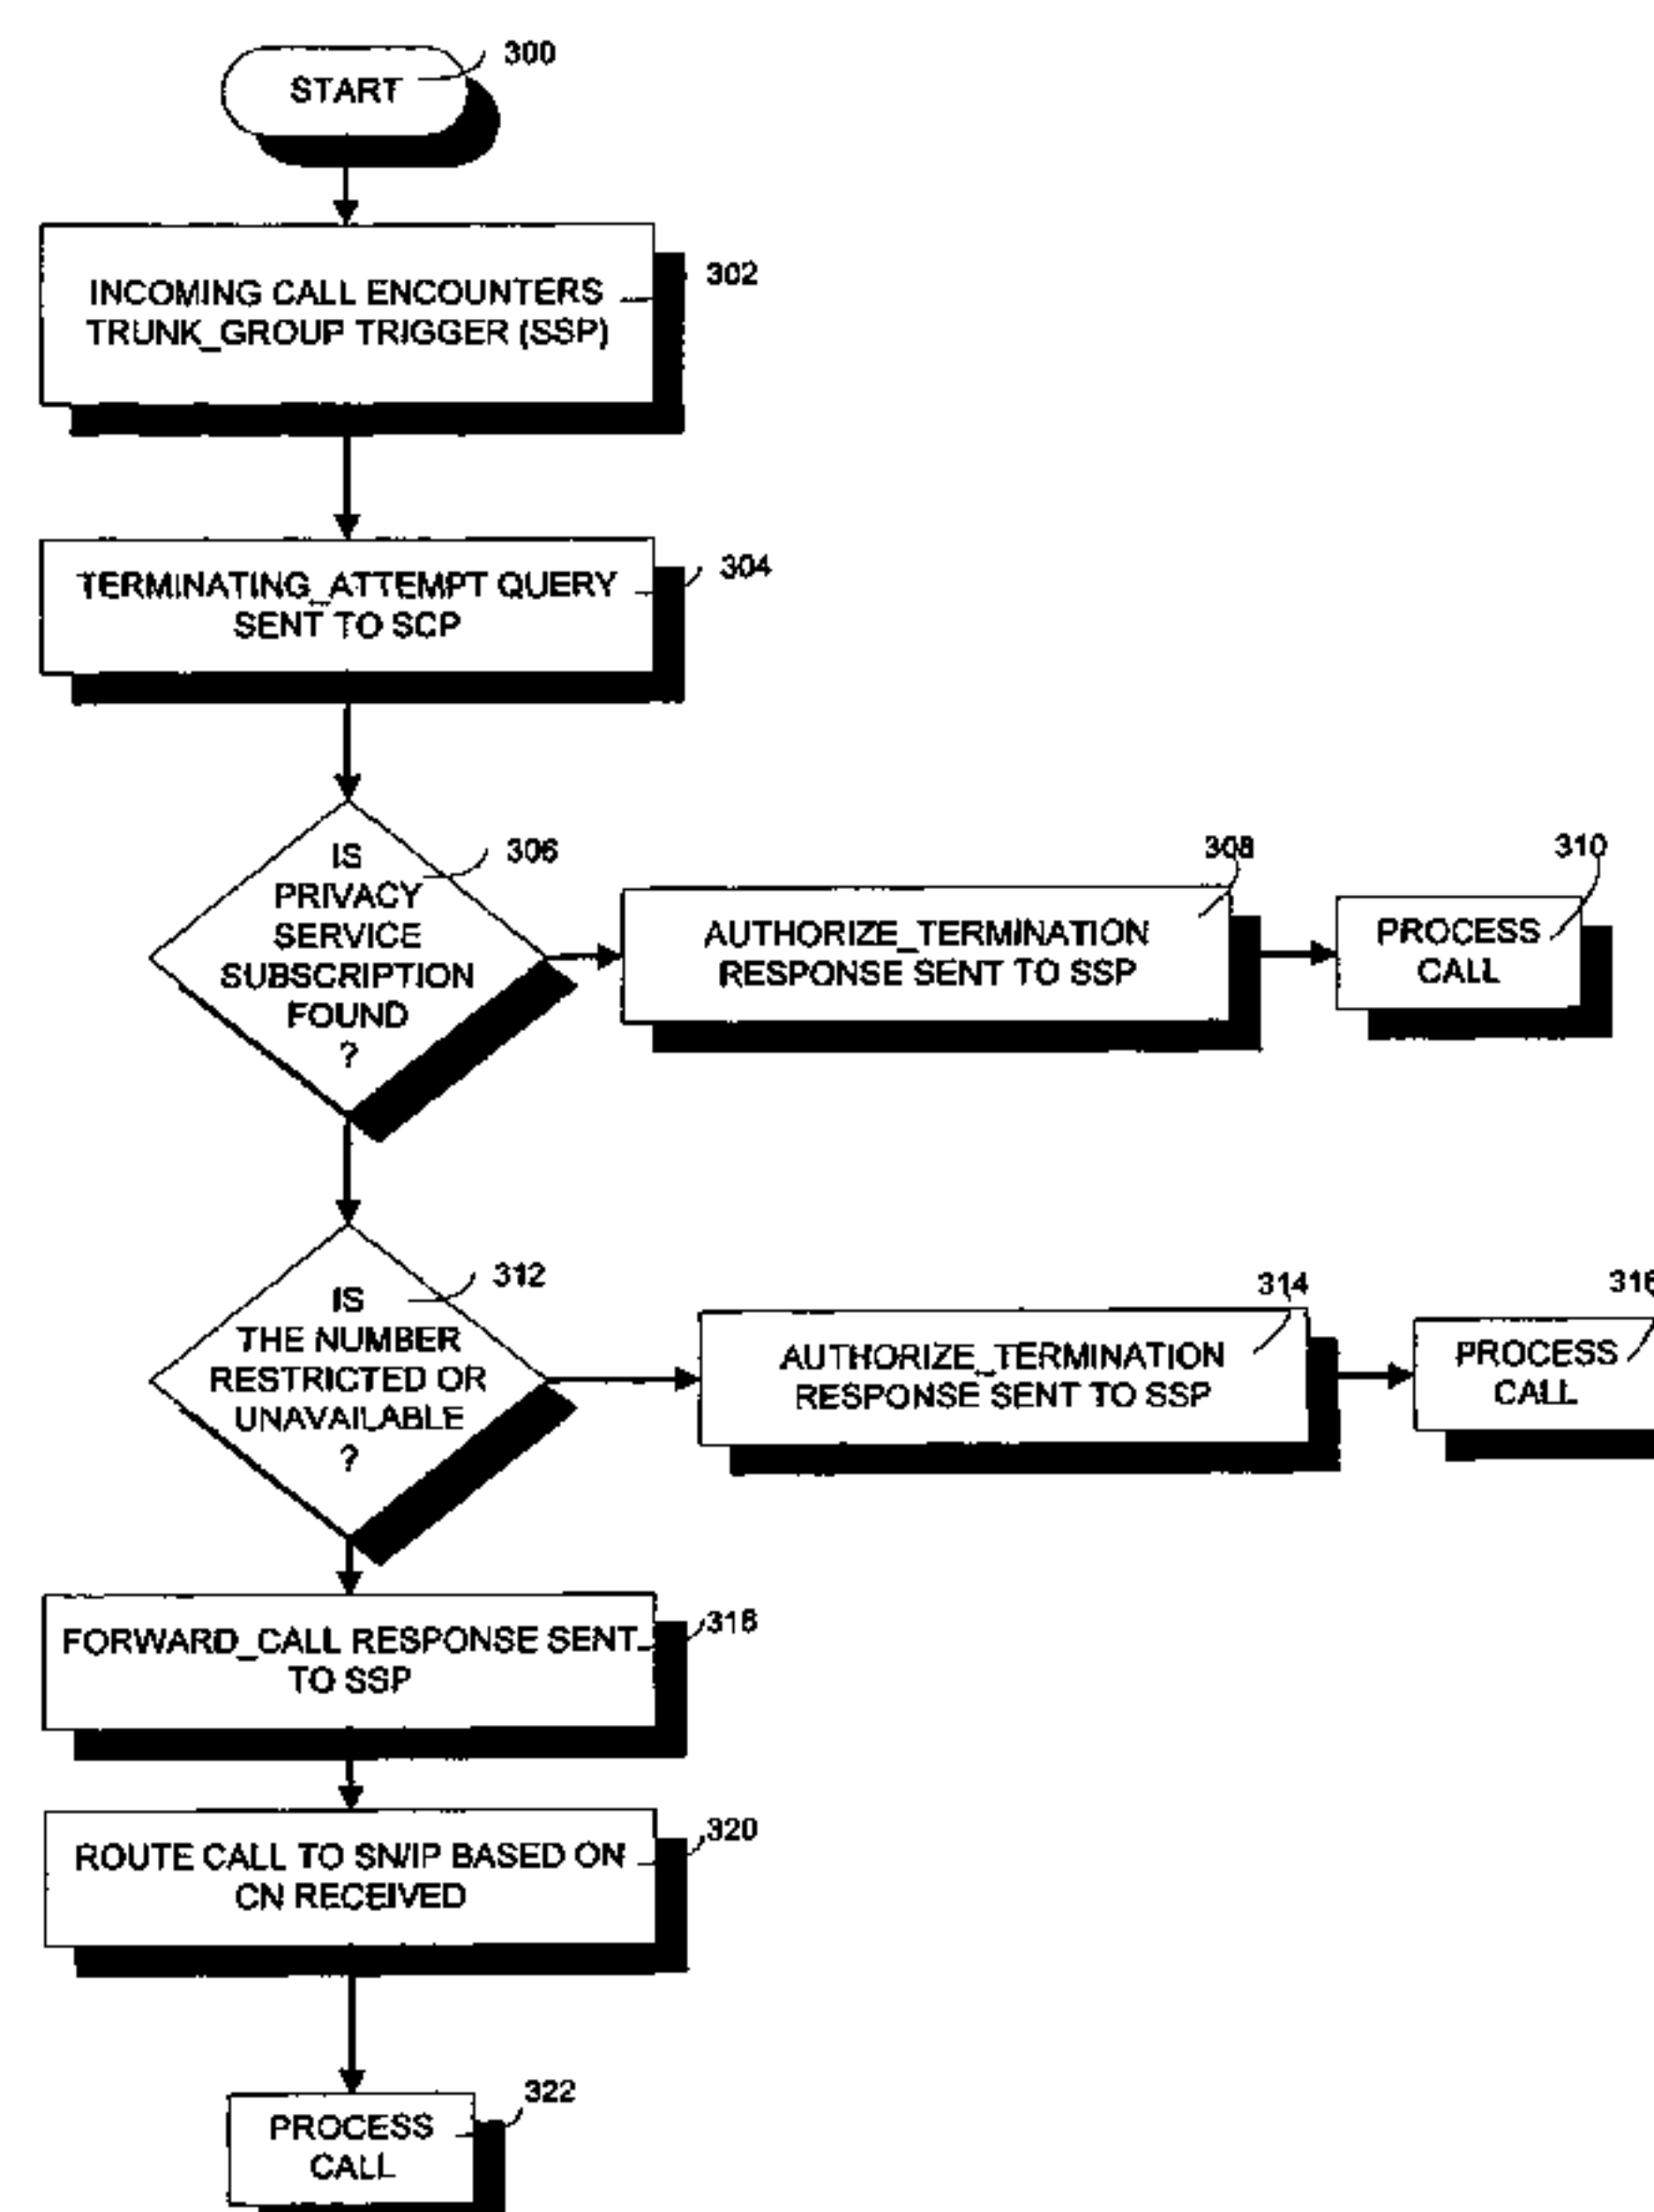 300
START
302
INCOMING CALL ENCOUNTERS
TRUNK_GROUP TRIGGER (SSP)
304
TERMINATING_ATTEMPT QUERY
SENT TO SCP
306
IS
PRIVACY
SERVICE
SUBSCRIPTION
FOUND
?
308
AUTHORIZE_TERMINATION
RESPONSE SENT TO SSP
310
PROCESS
CALL
312
IS
THE NUMBER
RESTRICTED OR
UNAVAILABLE
?
314
AUTHORIZE_TERMINATION
RESPONSE SENT TO SSP
316
PROCESS
CALL
318
FORWARD_CALL RESPONSE SENT
TO SSP
320
ROUTE CALL TO SN/IP BASED ON
CN RECEIVED
322
PROCESS
CALL